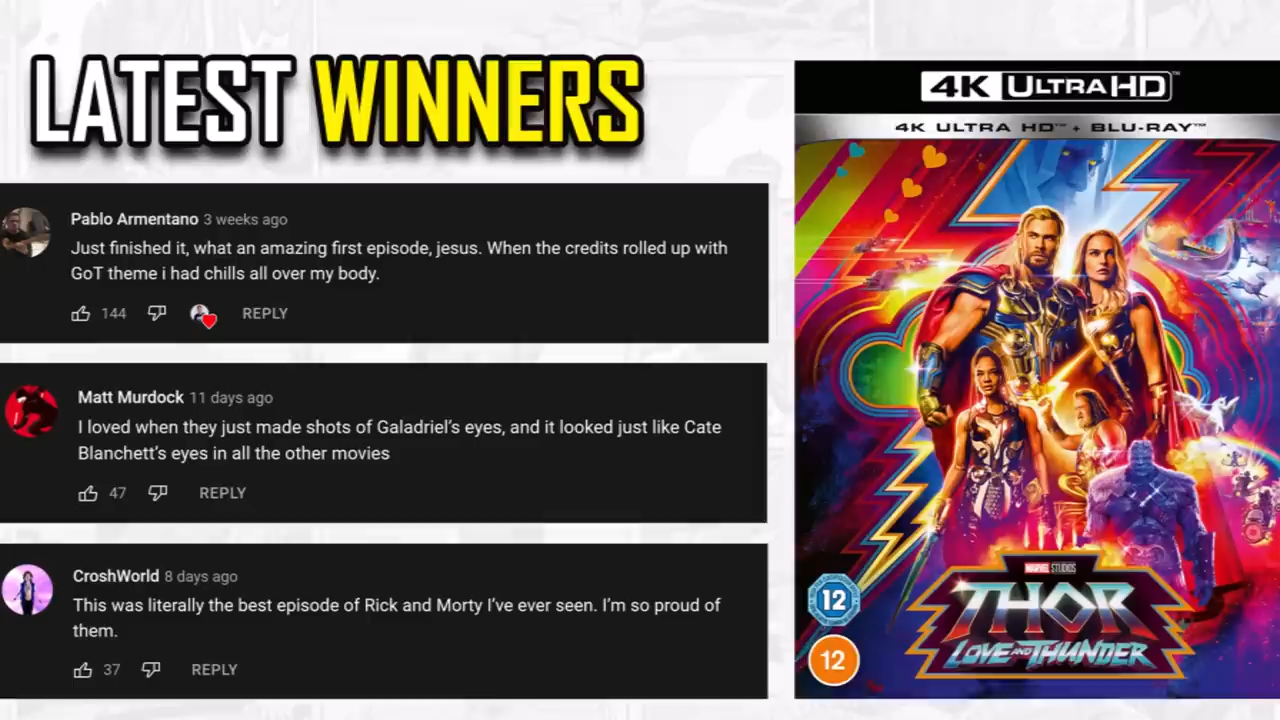 LATEST WINNERS
Pablo Armentano 3 weeks ago
Just finished it, what an amazing first episode, jesus. When the credits rolled up with
GoT theme i had chills all over my body.
144 REPLY
Matt Murdock 11 days ago
I loved when they just made shots of Galadriel's eyes, and it looked just like Cate
Blanchett's eyes in all the other movies
47 REPLY
CroshWorld 8 days ago
This was literally the best episode of Rick and Morty I've ever seen. I'm so proud of
them.
37 REPLY
4K ULTRA HD™
4K ULTRA HD™ + BLU-RAY™
12
12
MARVEL STUDIOS
THOR
LOVE AND THUNDER